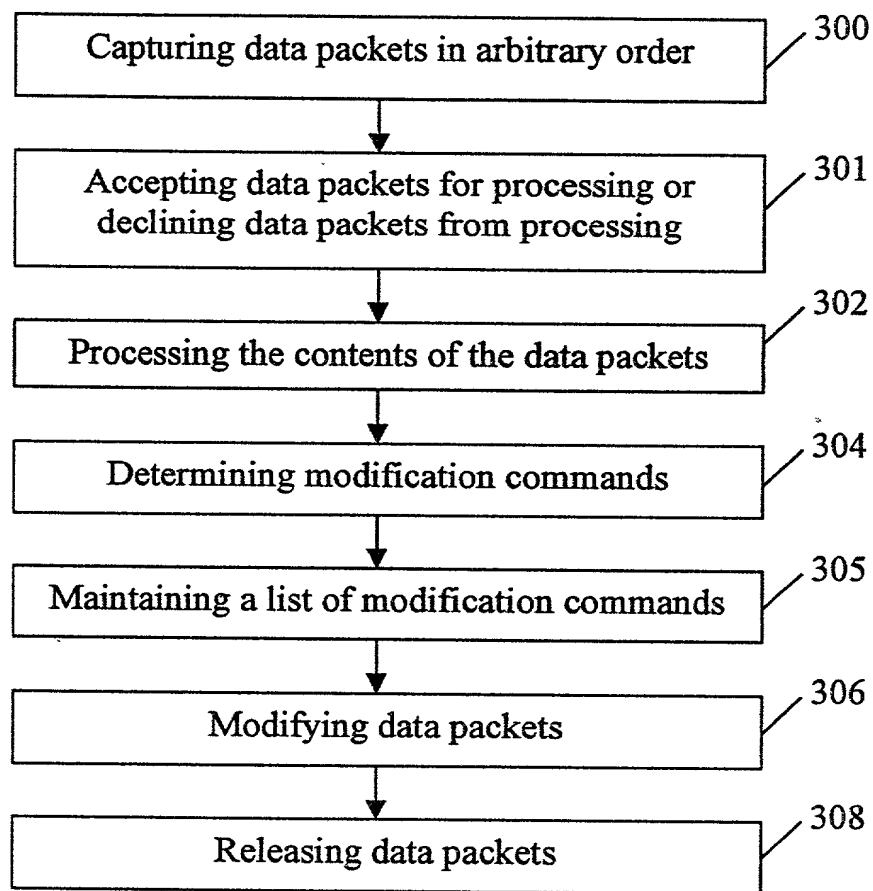 300
Capturing data packets in arbitrary order
301
Accepting data packets for processing or
declining data packets from processing
302
Processing the contents of the data packets
304
Determining modification commands
305
Maintaining a list of modification commands
306
Modifying data packets
308
Releasing data packets